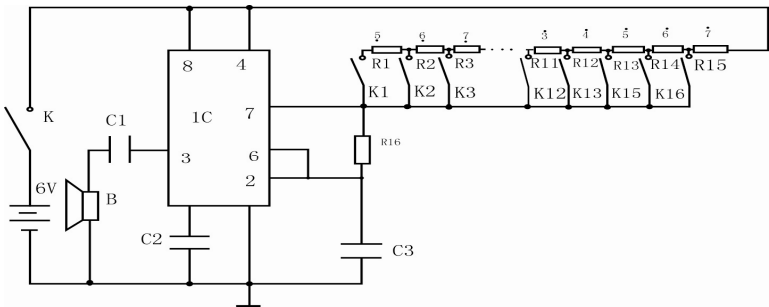 5 6 7 3 4 5 6 7
8 4 R1 R2 R3 R11 R12 R13 R14 R15
K1 K2 K3 K12 K13 K15 K16
K C1 1C 7
R16
3 6
6V B 2
C2 C3